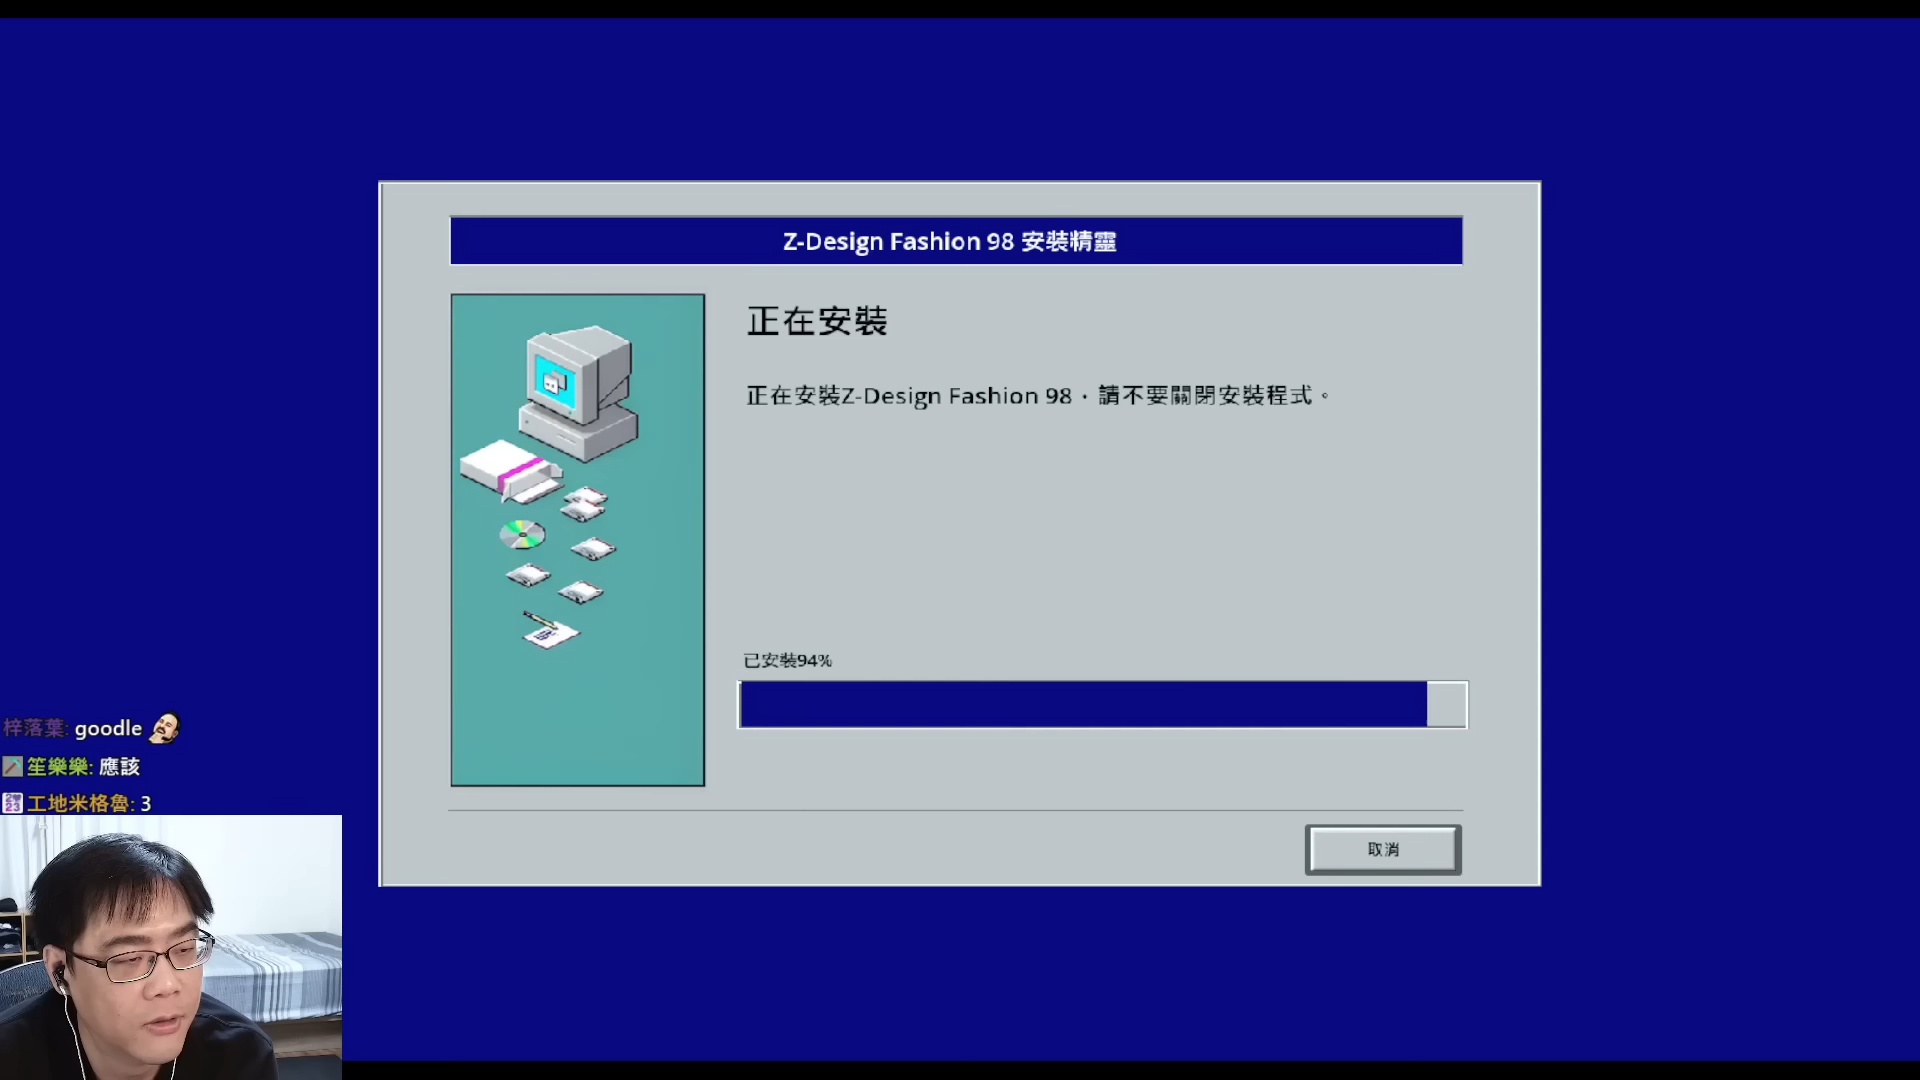 Z-Design Fashion 98 安裝精靈
正在安裝
正在安裝Z-Design Fashion 98，請不要關閉安裝程式。
已安裝94%
取消
梓落葉: goodle
笙樂樂: 應該
工地米格魯: 3